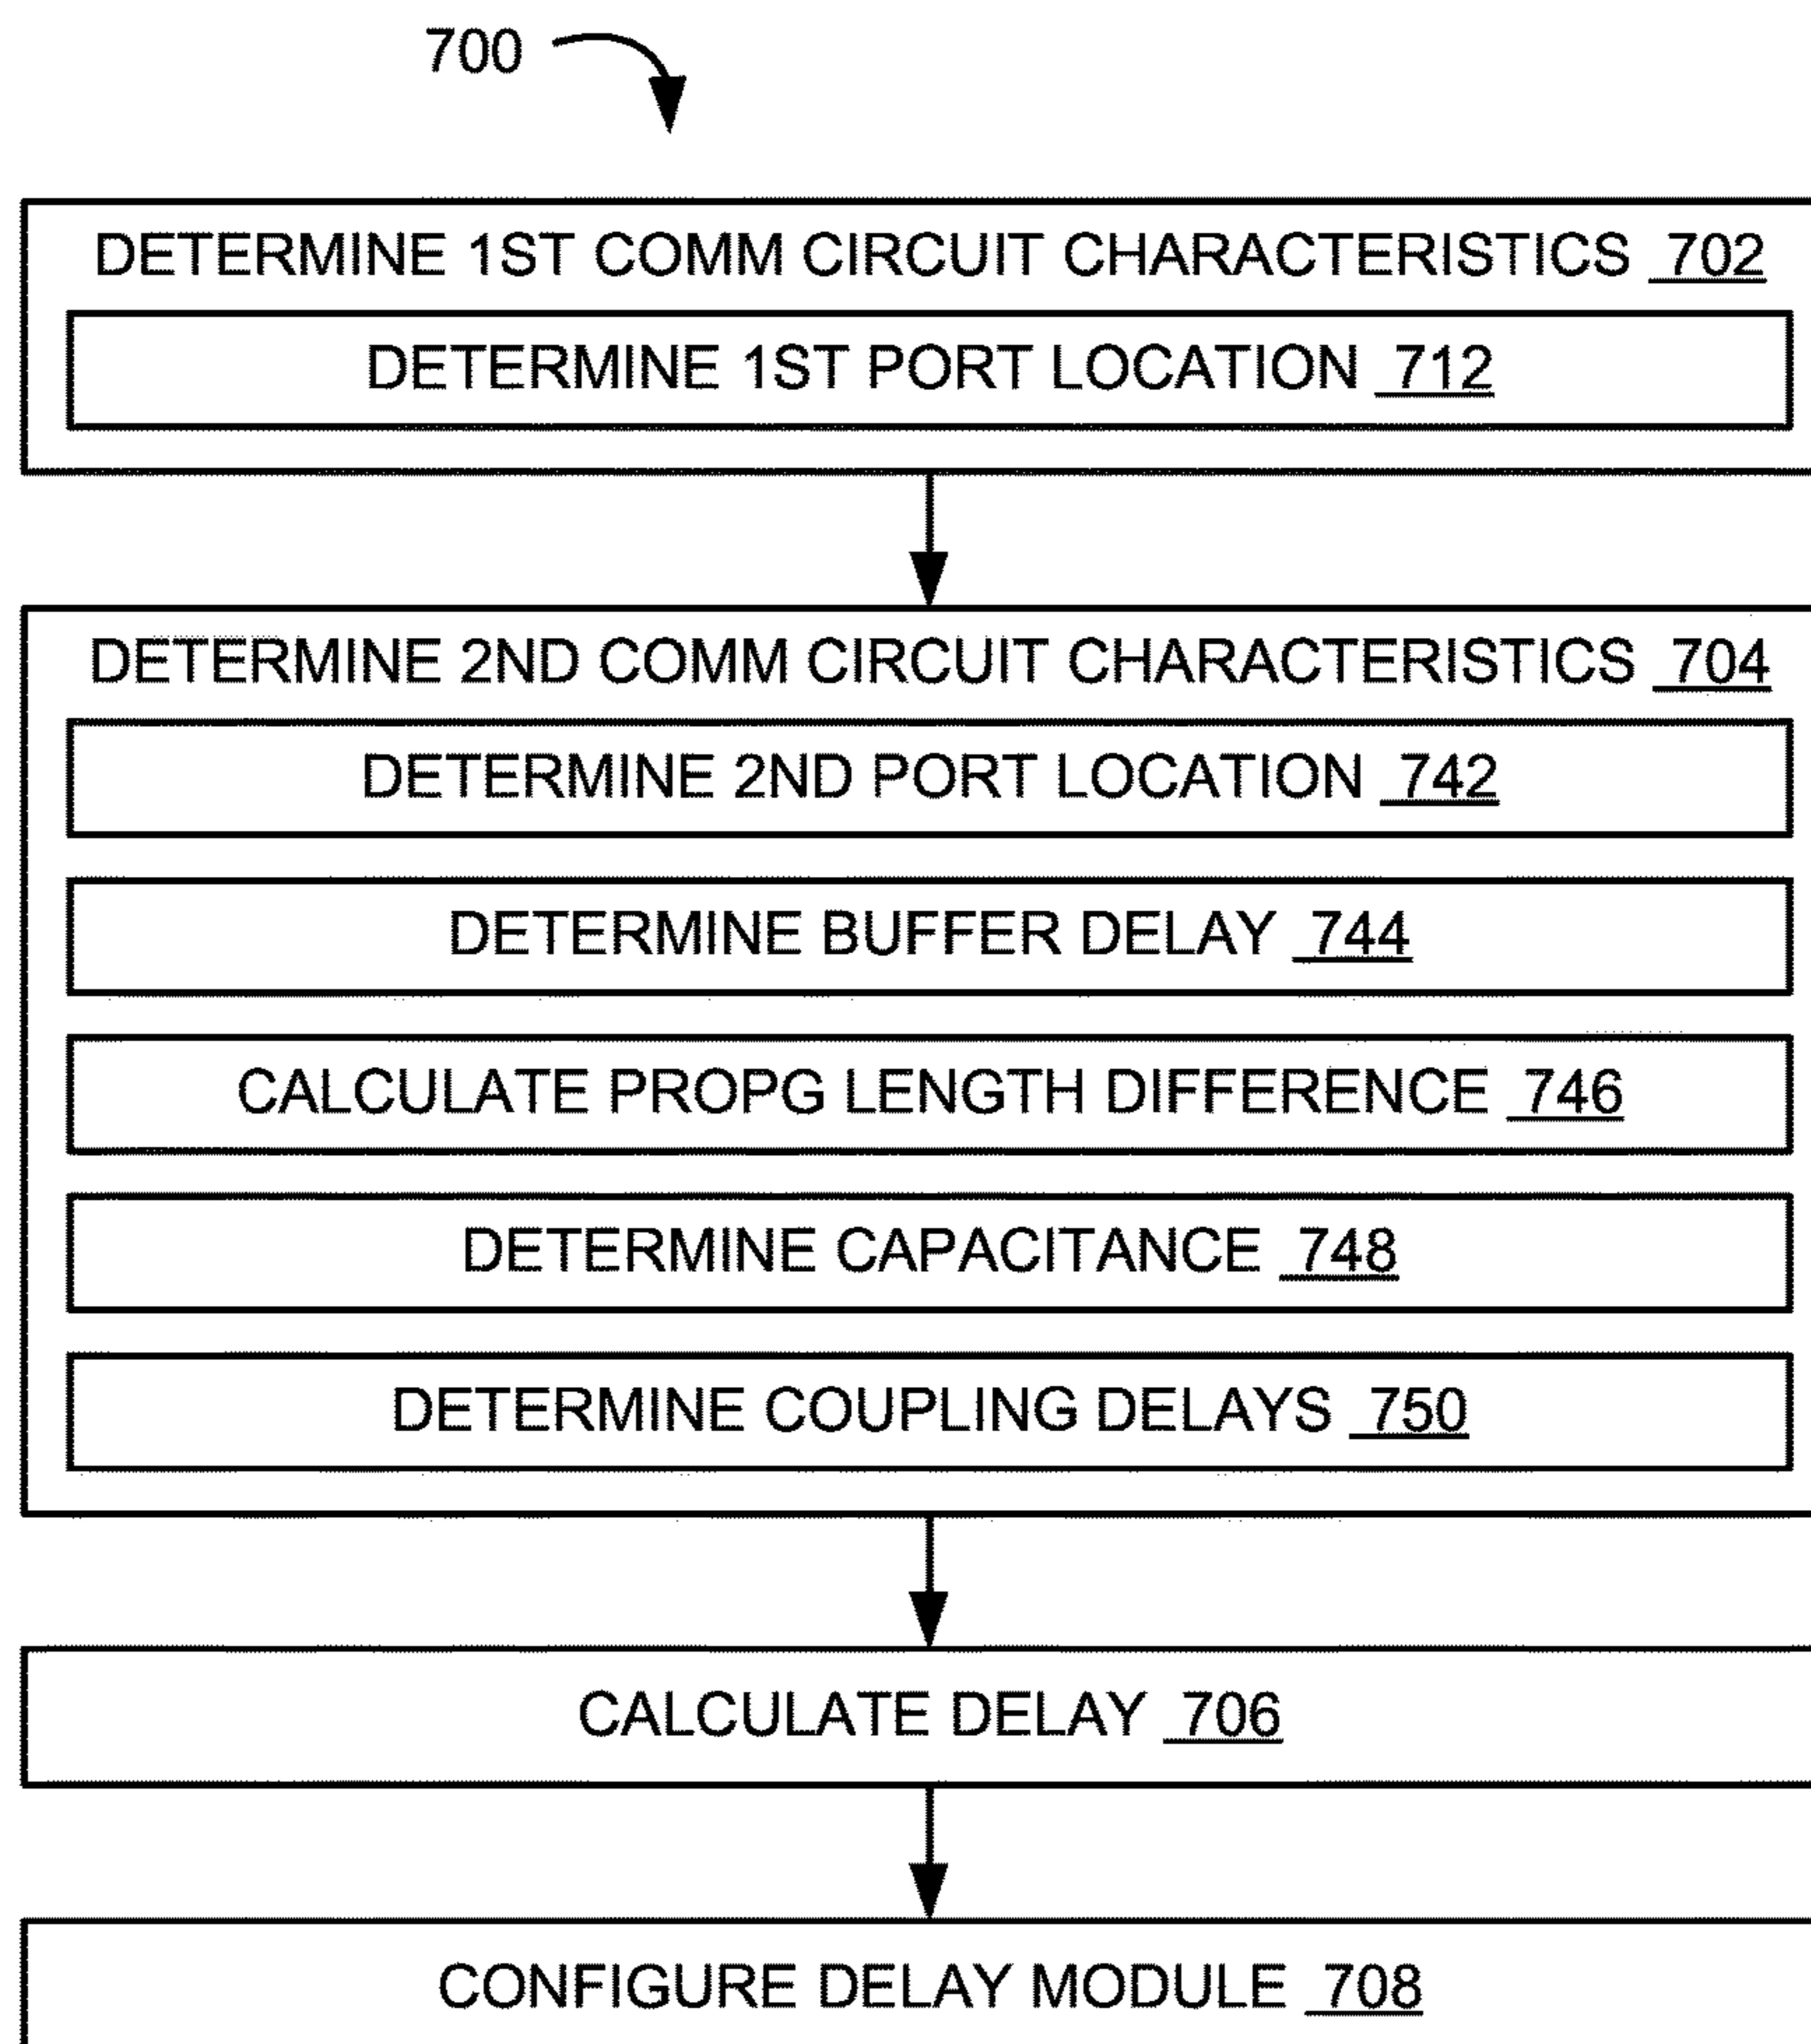 700
DETERMINE 1ST COMM CIRCUIT CHARACTERISTICS 702
DETERMINE 1ST PORT LOCATION 712
DETERMINE 2ND COMM CIRCUIT CHARACTERISTICS 704
DETERMINE 2ND PORT LOCATION 742
DETERMINE BUFFER DELAY 744
CALCULATE PROPG LENGTH DIFFERENCE 746
DETERMINE CAPACITANCE 748
DETERMINE COUPLING DELAYS 750
CALCULATE DELAY 706
CONFIGURE DELAY MODULE 708